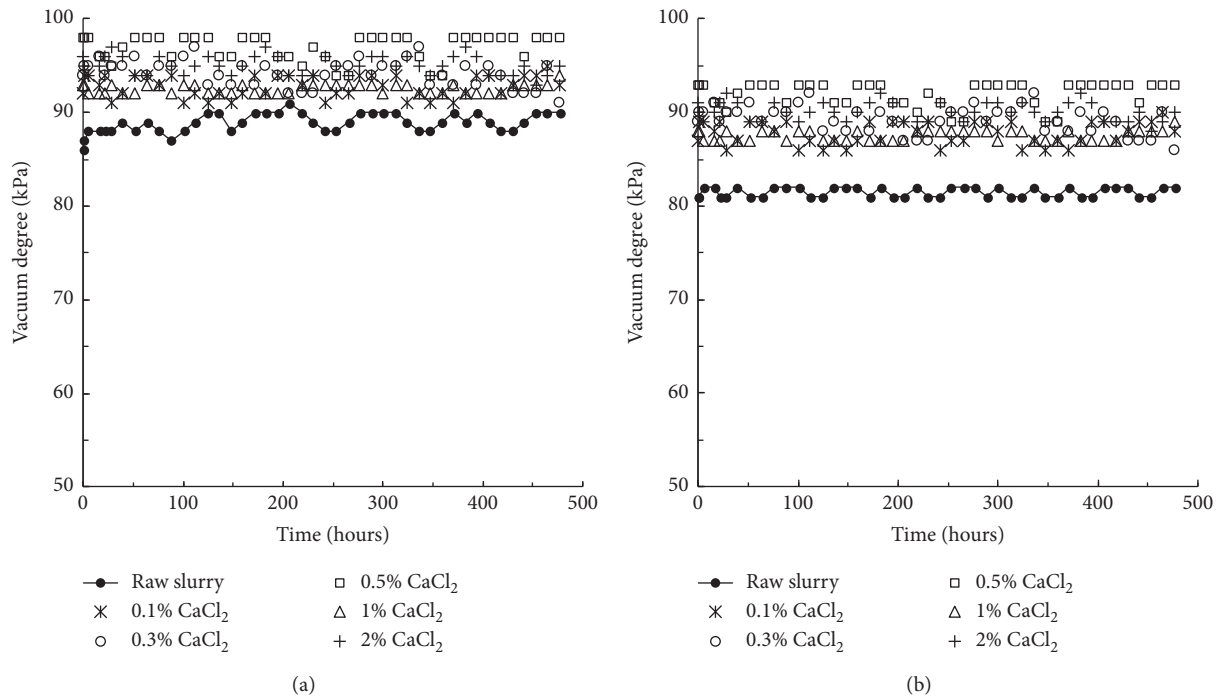 100
90
80
70
60
50
Vacuum degree (kPa)
0
100
200
300
400
500
Time (hours)
Raw slurry
0.1% CaCl₂
0.3% CaCl₂
0.5% CaCl₂
1% CaCl₂
2% CaCl₂
(a)
100
90
80
70
60
50
Vacuum degree (kPa)
0
100
200
300
400
500
Time (hours)
Raw slurry
0.1% CaCl₂
0.3% CaCl₂
0.5% CaCl₂
1% CaCl₂
2% CaCl₂
(b)